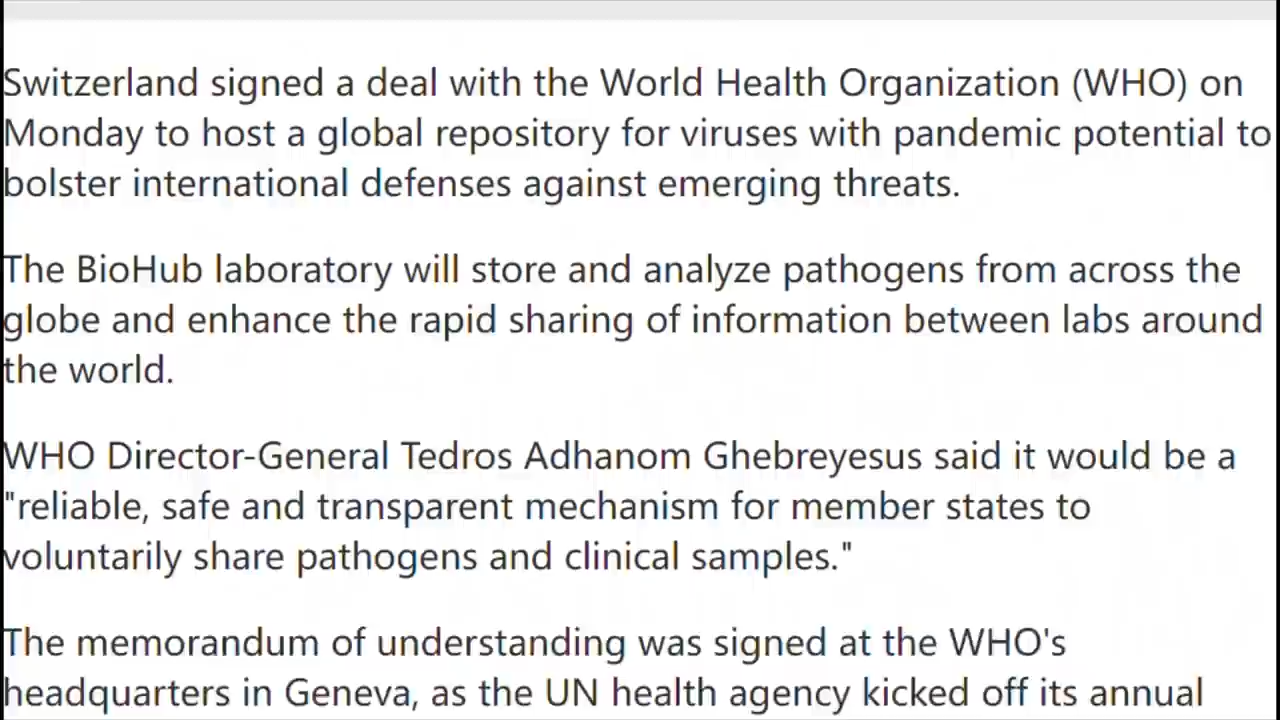 Switzerland signed a deal with the World Health Organization (WHO) on
Monday to host a global repository for viruses with pandemic potential to
bolster international defenses against emerging threats.
The BioHub laboratory will store and analyze pathogens from across the
globe and enhance the rapid sharing of information between labs around
the world.
WHO Director-General Tedros Adhanom Ghebreyesus said it would be a
"reliable, safe and transparent mechanism for member states to
voluntarily share pathogens and clinical samples."
The memorandum of understanding was signed at the WHO's
headquarters in Geneva, as the UN health agency kicked off its annual